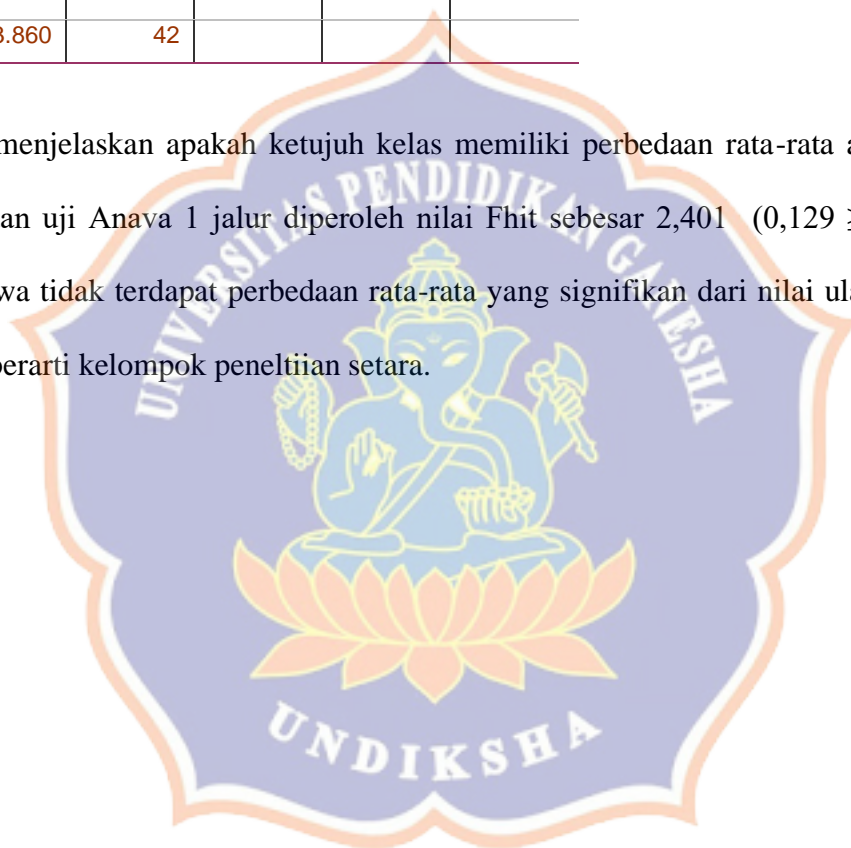 3.860 42
menjelaskan apakah ketujuh kelas memiliki perbedaan rata-rata
an uji Anava 1 jalur diperoleh nilai Fhit sebesar 2,401 (0,129 ≥
wa tidak terdapat perbedaan rata-rata yang signifikan dari nilai
berarti kelompok peneltiian setara.
UNIVERSITAS PENDIDIKAN GANESHA
UNDIKSHA